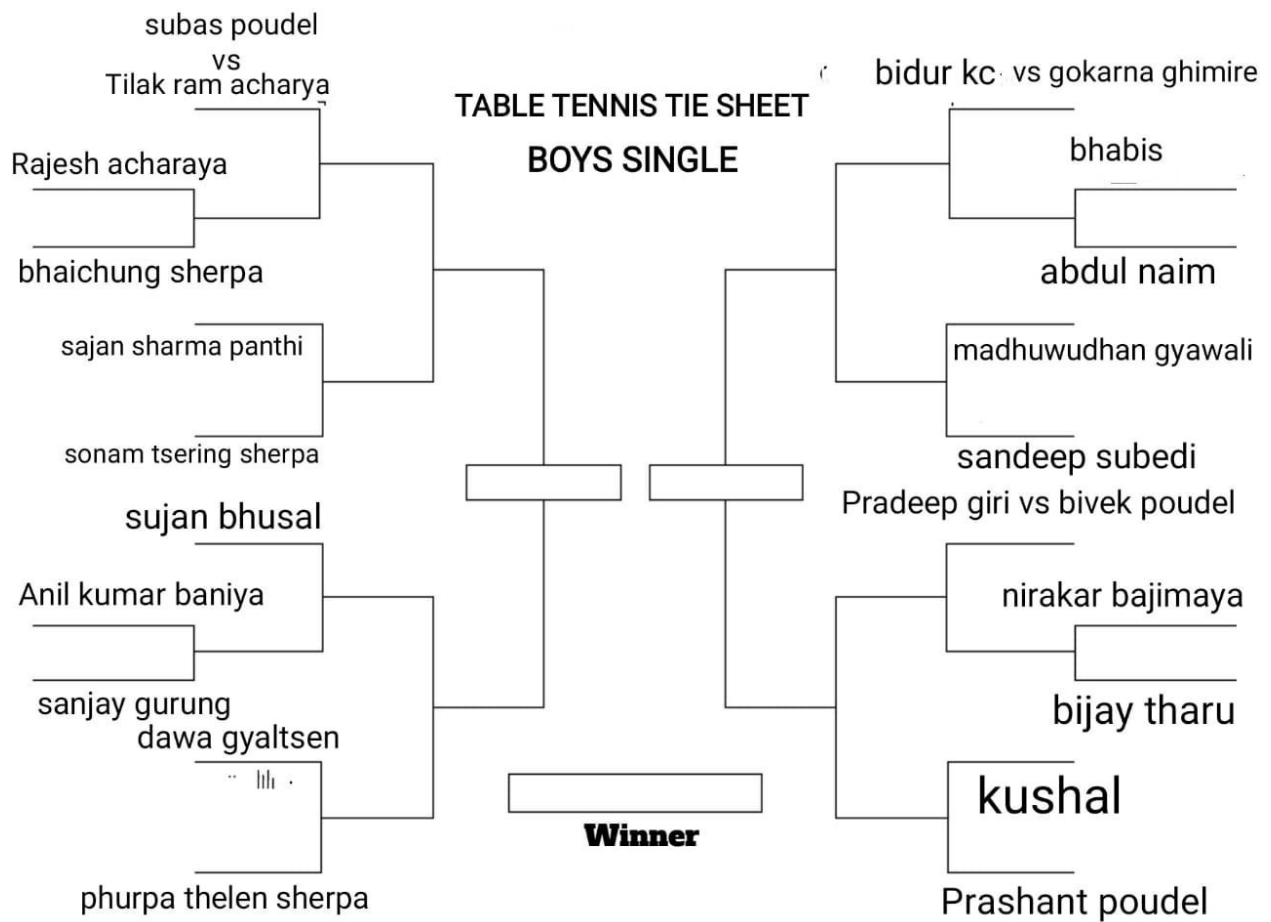 subas poudel
vs
Tilak ram acharya
TABLE TENNIS TIE SHEET
BOYS SINGLE
bidur kc vs gokarna ghimire
Rajesh acharaya
bhabis
bhaichung sherpa
abdul naim
sajan sharma panthi
madhuwudhan gyawali
sonam tsering sherpa
sandeep subedi
sujan bhusal
Pradeep giri vs bivek poudel
Anil kumar baniya
nirakar bajimaya
sanjay gurung
bijay tharu
dawa gyaltsen
kushal
Winner
phurpa thelen sherpa
Prashant poudel